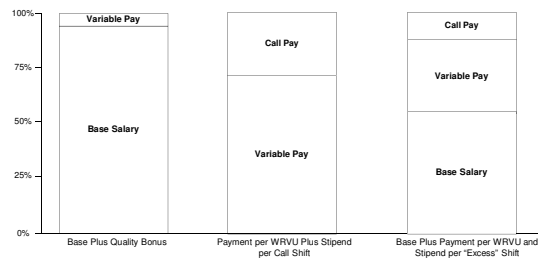 100%
75%
50%
25%
0%
Variable Pay
Base Salary
Call Pay
Variable Pay
Call Pay
Variable Pay
Base Salary
Base Plus Quality Bonus
Payment per WRVU Plus Stipend
per Call Shift
Base Plus Payment per WRVU and
Stipend per “Excess” Shift